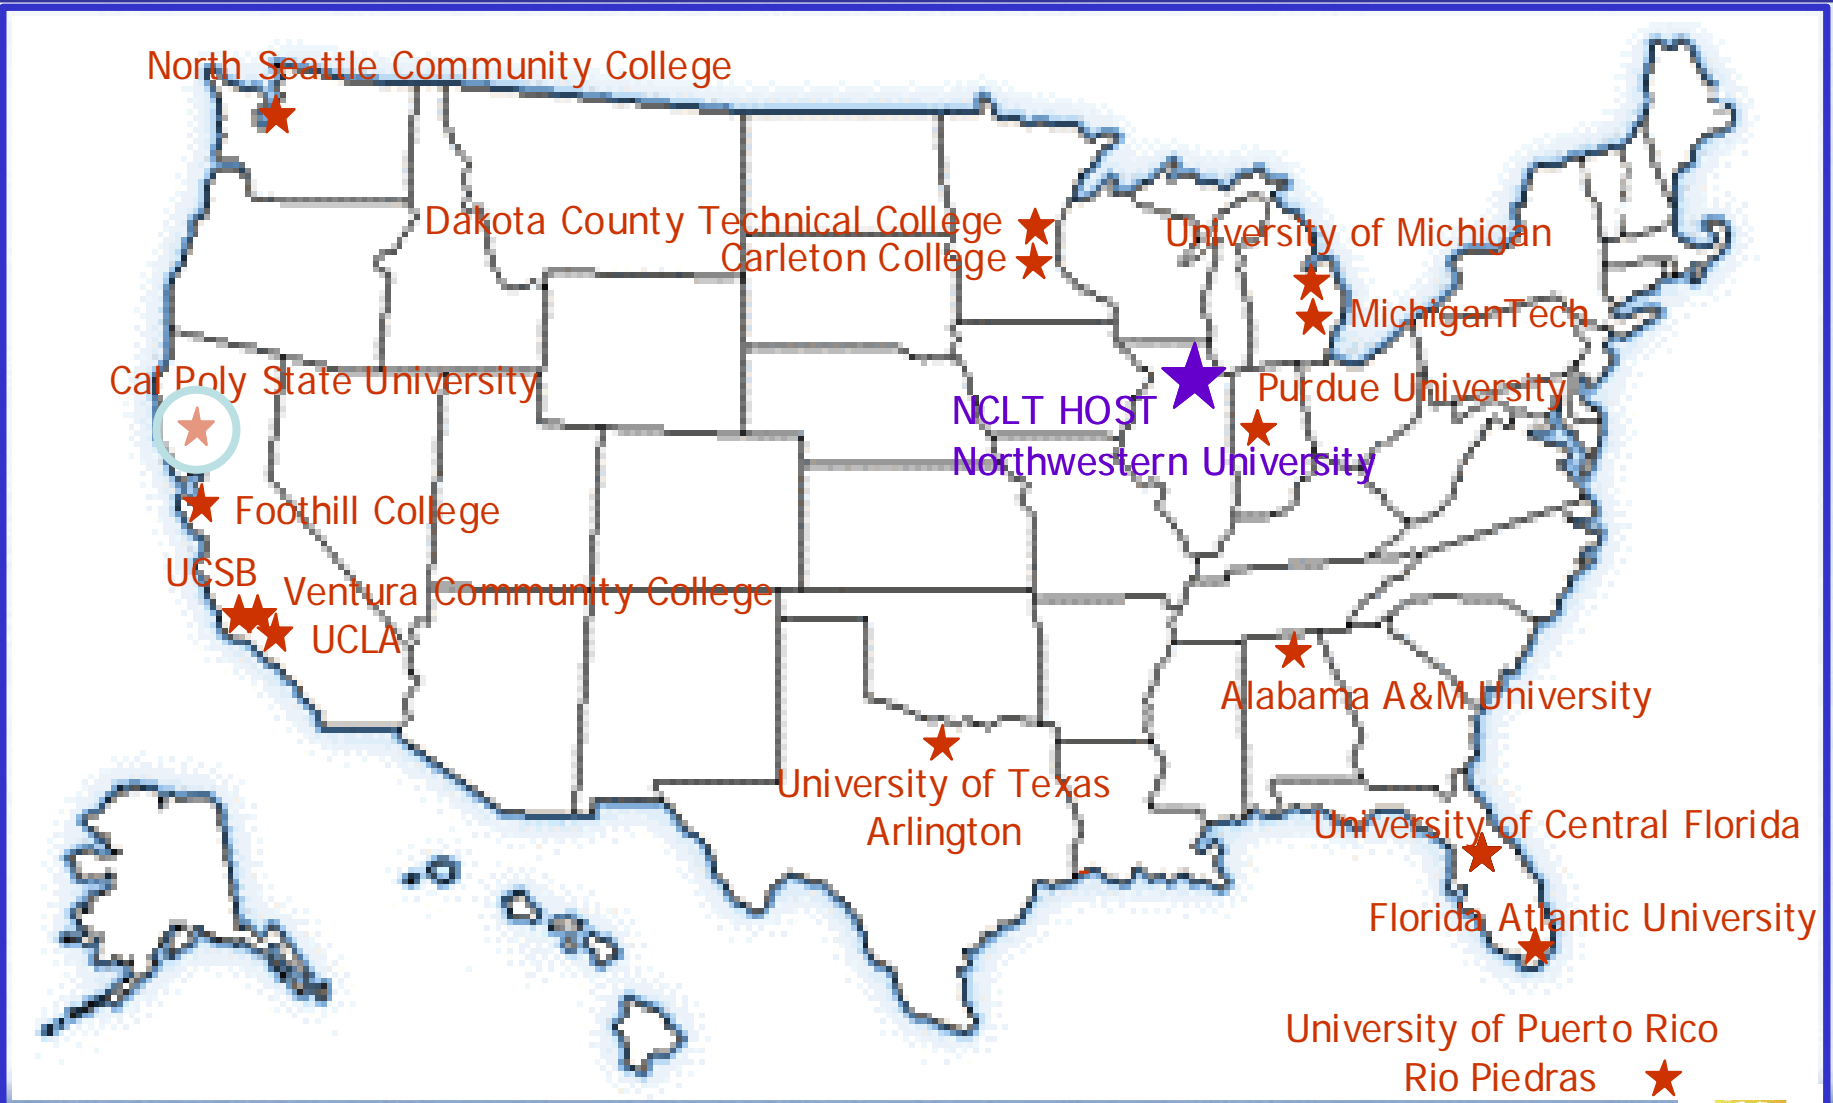 North Seattle Community College
Dakota County Technical College
University of Michigan
Carleton College
MichiganTech
Cal Poly State University
Purdue University
NCLT HOST
Northwestern University
Foothill College
UCSB
Ventura Community College
UCLA
Alabama A&M University
University of Texas
Arlington
University of Central Florida
Florida Atlantic University
University of Puerto Rico
Rio Piedras